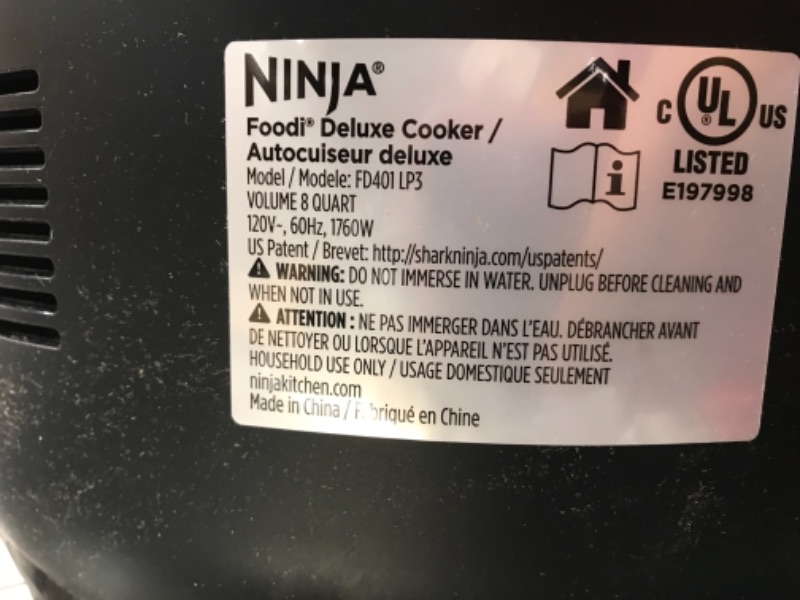 NINJA®
Foodi® Deluxe Cooker /
Autocuiseur deluxe
Model / Modele: FD401 LP3
VOLUME 8 QUART
120V~, 60Hz, 1760W
US Patent / Brevet: http://sharkninja.com/uspatents/
WARNING: DO NOT IMMERSE IN WATER. UNPLUG BEFORE CLEANING AND
WHEN NOT IN USE.
ATTENTION : NE PAS IMMERGER DANS L'EAU. DÉBRANCHER AVANT
DE NETTOYER OU LORSQUE L'APPAREIL N'EST PAS UTILISÉ.
HOUSEHOLD USE ONLY / USAGE DOMESTIQUE SEULEMENT
ninjakitchen.com
Made in China / Fabriqué en Chine
C UL® US
LISTED
E197998